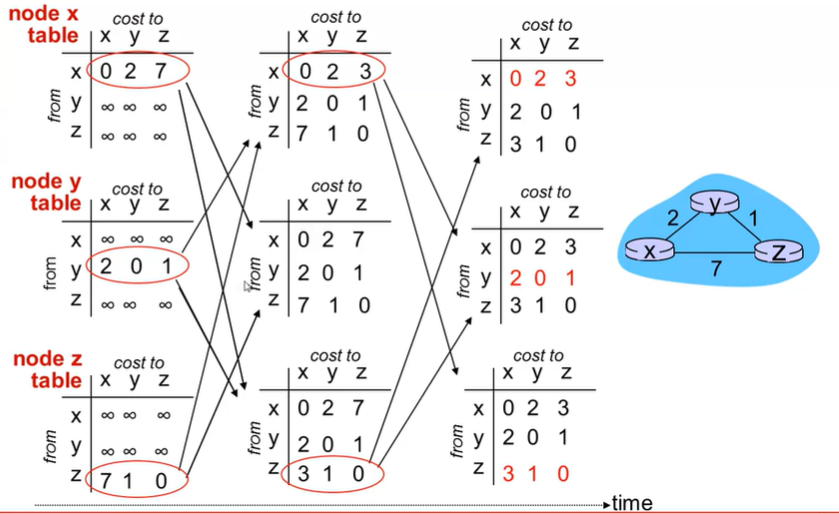 node x table
cost to
x y z
from
x 0 2 7
y ∞ ∞ ∞
z ∞ ∞ ∞
cost to
x y z
from
x 0 2 3
y 2 0 1
z 7 1 0
cost to
x y z
from
x 0 2 3
y 2 0 1
z 3 1 0
node y table
cost to
x y z
from
x ∞ ∞ ∞
y 2 0 1
z ∞ ∞ ∞
cost to
x y z
from
x 0 2 7
y 2 0 1
z 7 1 0
cost to
x y z
from
x 0 2 3
y 2 0 1
z 3 1 0
node z table
cost to
x y z
from
x ∞ ∞ ∞
y ∞ ∞ ∞
z 7 1 0
cost to
x y z
from
x 0 2 7
y 2 0 1
z 3 1 0
cost to
x y z
from
x 0 2 3
y 2 0 1
z 3 1 0
y
2 1
x z
7
time